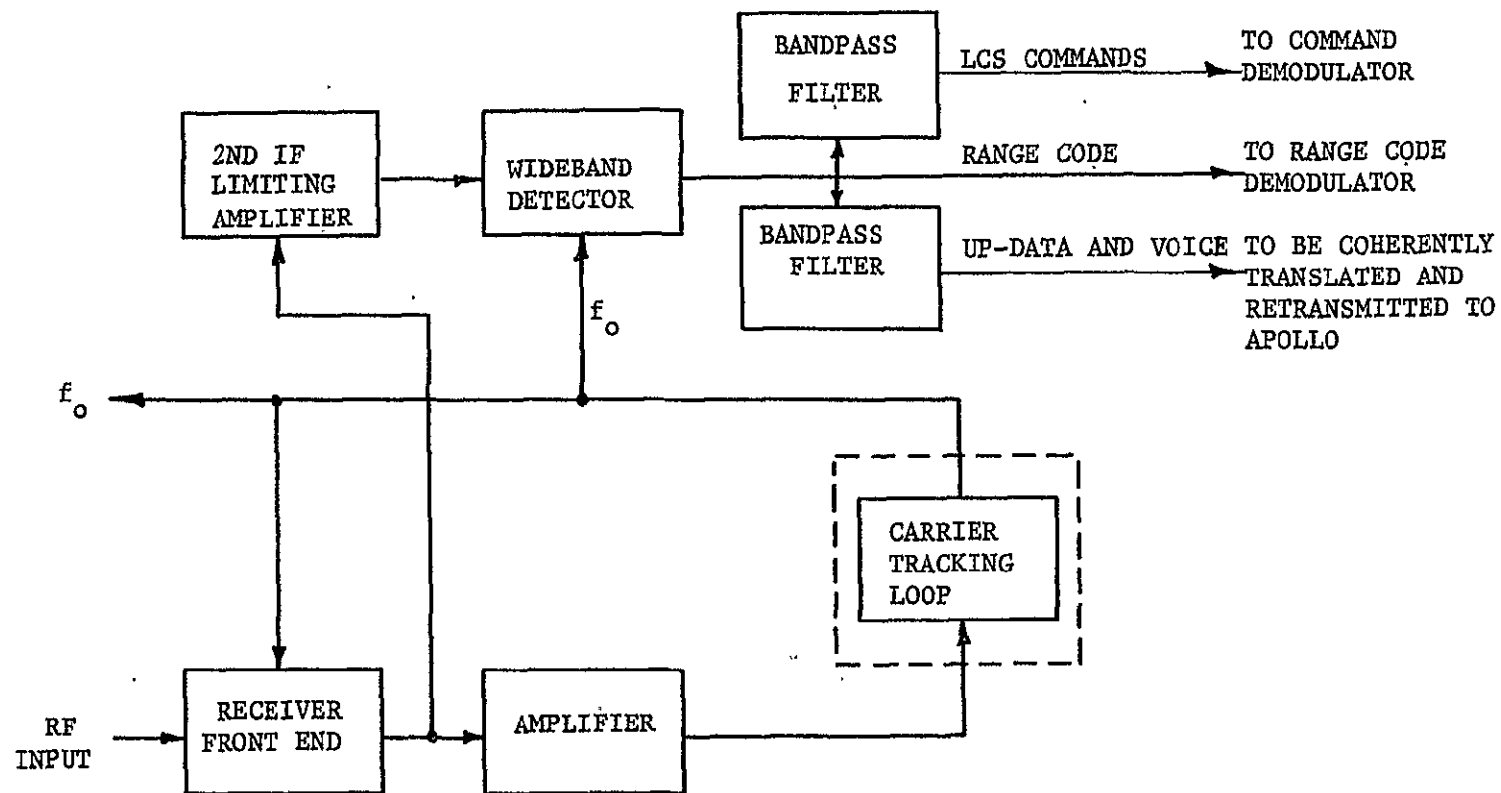 BANDPASS
FILTER
LCS COMMANDS
TO COMMAND
DEMODULATOR
2ND IF
LIMITING
AMPLIFIER
WIDEBAND
DETECTOR
RANGE CODE
TO RANGE CODE
DEMODULATOR
BANDPASS
FILTER
UP-DATA AND VOICE TO BE COHERENTLY
TRANSLATED AND
RETRANSMITTED TO
APOLLO
fo
fo
CARRIER
TRACKING
LOOP
RF
INPUT
RECEIVER
FRONT END
AMPLIFIER